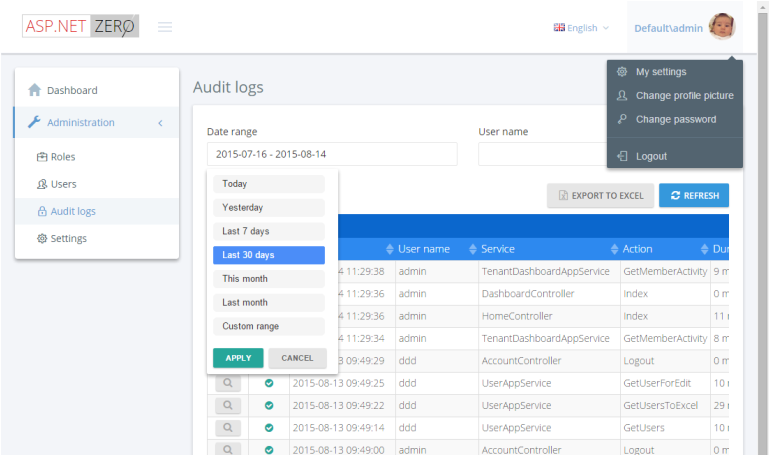 ASP.NET ZERO
English
Default\admin
My settings
Change profile picture
Change password
Logout
Dashboard
Administration
Roles
Users
Audit logs
Settings
Audit logs
Date range
User name
2015-07-16 - 2015-08-14
Today
Yesterday
Last 7 days
Last 30 days
This month
Last month
Custom range
APPLY CANCEL
EXPORT TO EXCEL REFRESH
User name Service Action
4 11:29:38 admin TenantDashboardAppService GetMemberActivity 9 m
4 11:29:36 admin DashboardController Index 0 m
4 11:29:36 admin HomeController Index 11
4 11:29:34 admin TenantDashboardAppService GetMemberActivity 8 m
09:49:29 ddd AccountController Logout 0 m
2015-08-13 09:49:25 ddd UserAppService GetUserForEdit 10
2015-08-13 09:49:22 ddd UserAppService GetUsersToExcel 29
2015-08-13 09:49:14 ddd UserAppService GetUsers 10
2015-08-13 09:49:00 admin AccountController Logout 0 m